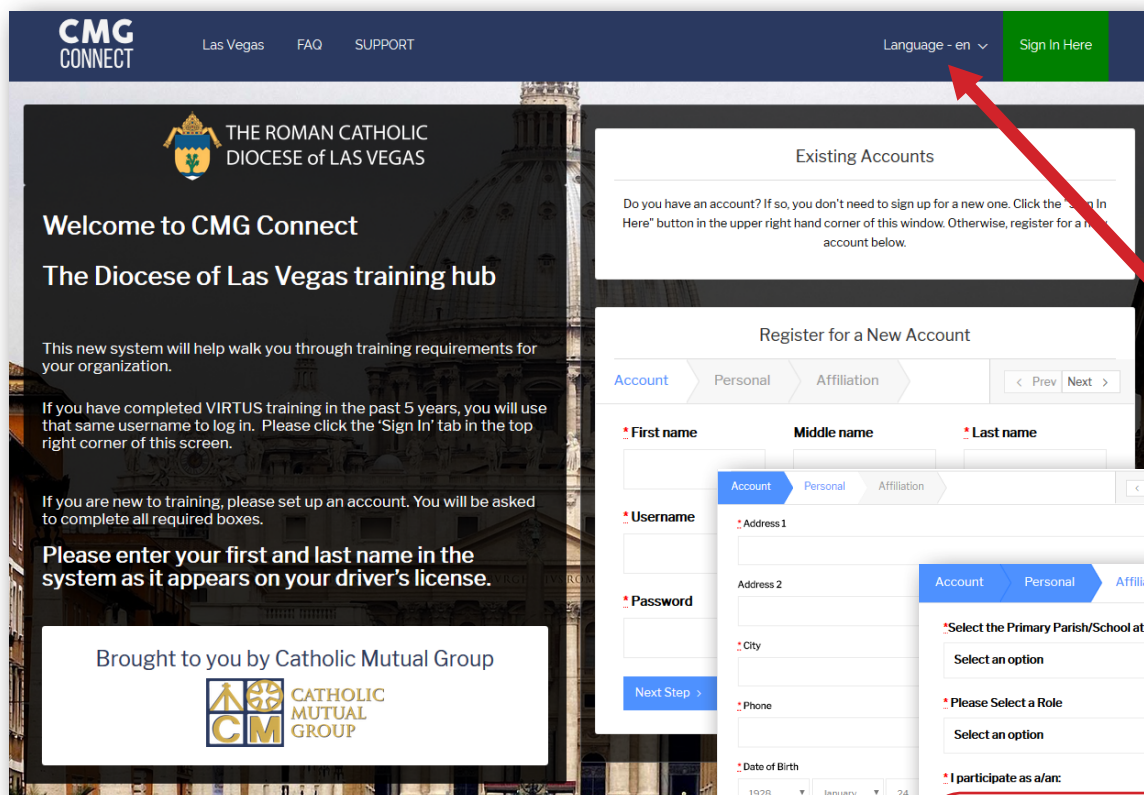 CMG
CONNECT
Las Vegas
FAQ
SUPPORT
Language - en
Sign In Here
THE ROMAN CATHOLIC
DIOCESE of LAS VEGAS
Welcome to CMG Connect
The Diocese of Las Vegas training hub
This new system will help walk you through training requirements for
your organization.
If you have completed VIRTUS training in the past 5 years, you will use
that same username to log in. Please click the ‘Sign In’ tab in the top
right corner of this screen.
If you are new to training, please set up an account. You will be asked
to complete all required boxes.
Please enter your first and last name in the
system as it appears on your driver’s license.
Brought to you by Catholic Mutual Group
CM
CATHOLIC
MUTUAL
GROUP
Existing Accounts
Do you have an account? If so, you don't need to sign up for a new one. Click the "Sign In
Here" button in the upper right hand corner of this window. Otherwise, register for a new
account below.
Register for a New Account
Account
Personal
Affiliation
< Prev
Next >
* First name
Middle name
* Last name
* Username
* Password
Next Step >
Account
Personal
Affiliation
<
* Address 1
Address 2
* City
* Phone
* Date of Birth
1928
January
24
Account
Personal
Affilia
*Select the Primary Parish/School at
Select an option
* Please Select a Role
Select an option
* I participate as a/an: